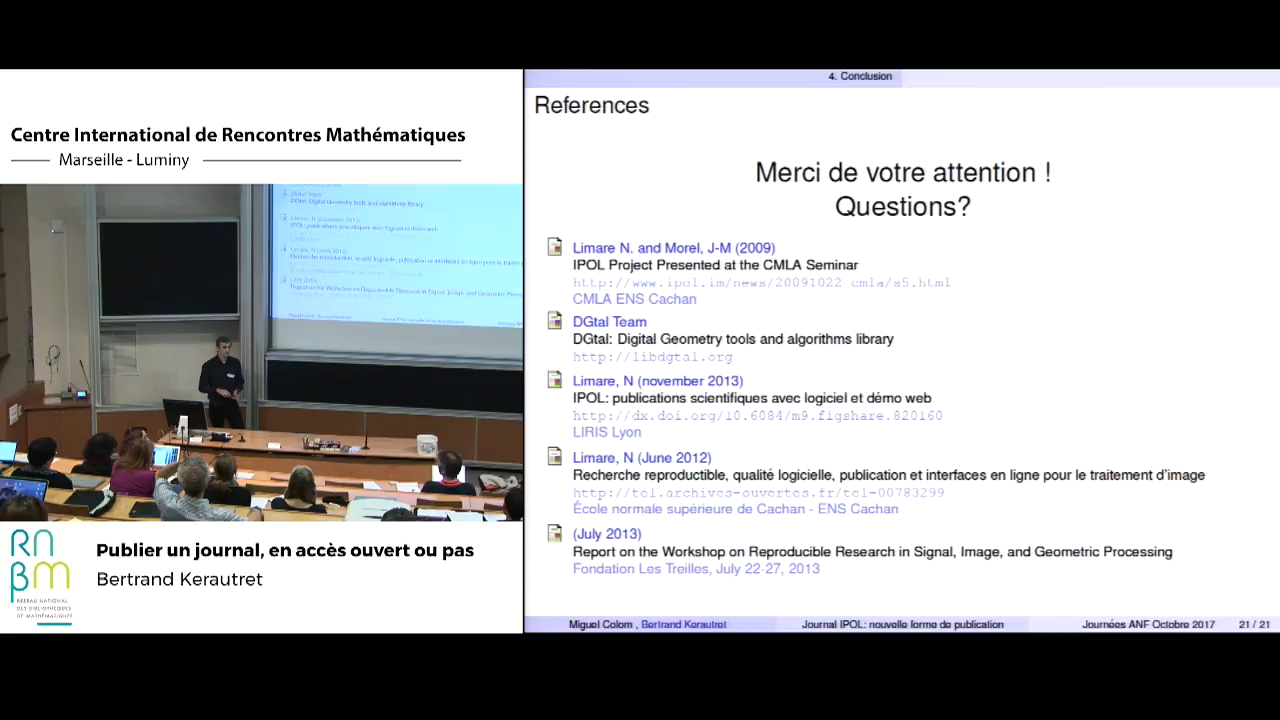 Centre International de Rencontres Mathématiques
Marseille - Luminy
Publier un journal, en accès ouvert ou pas
Bertrand Kerautret
RNBM
RÉSEAU NATIONAL
DES BIBLIOTHÈQUES
DE MATHÉMATIQUES
4. Conclusion
References
Merci de votre attention !
Questions?
Limare N. and Morel, J-M (2009)
IPOL Project Presented at the CMLA Seminar
http://www.ipol.im/news/20091022_cmla/s5.html
CMLA ENS Cachan
DGtal Team
DGtal: Digital Geometry tools and algorithms library
http://libdgtal.org
Limare, N (november 2013)
IPOL: publications scientifiques avec logiciel et démo web
http://dx.doi.org/10.6084/m9.figshare.820160
LIRIS Lyon
Limare, N (June 2012)
Recherche reproductible, qualité logicielle, publication et interfaces en ligne pour le traitement d'image
http://tel.archives-ouvertes.fr/tel-00783299
École normale supérieure de Cachan - ENS Cachan
(July 2013)
Report on the Workshop on Reproducible Research in Signal, Image, and Geometric Processing
Fondation Les Treilles, July 22-27, 2013
Miguel Colom , Bertrand Kerautret
Journal IPOL: nouvelle forme de publication
Journées ANF Octobre 2017
21 / 21